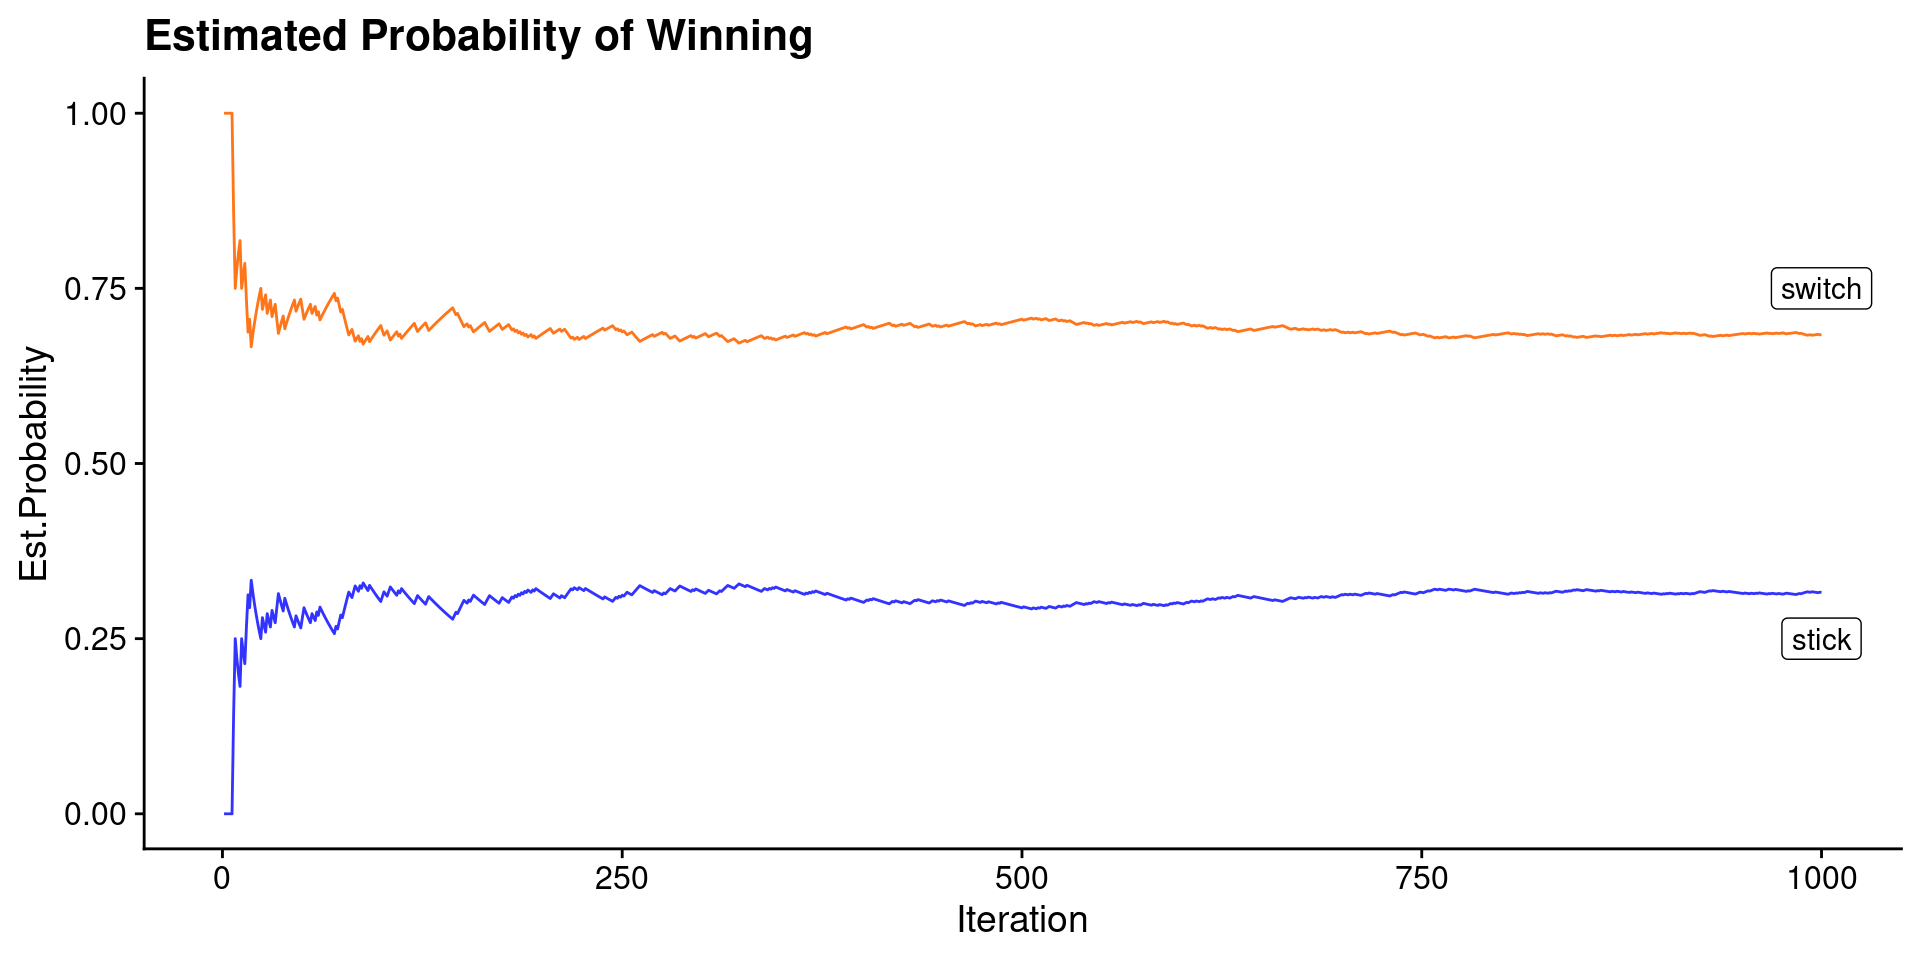 Estimated Probability of Winning
1.00
0.75
0.50
0.25
0.00
Est.Probability
switch
stick
0 250 500 750 1000
Iteration